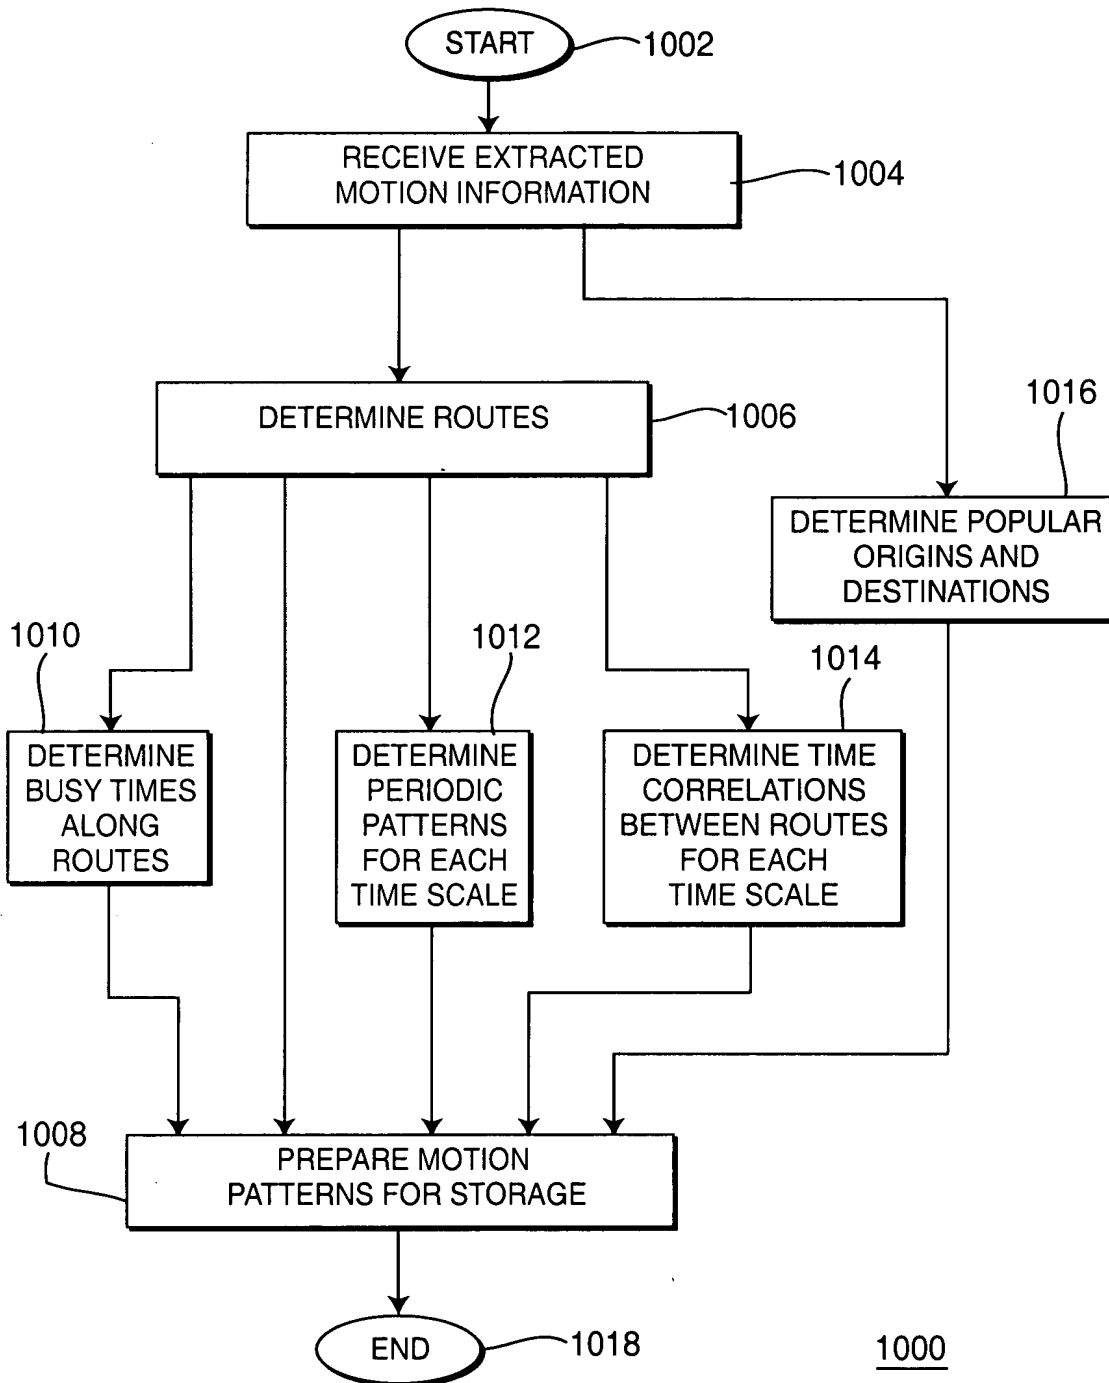 START
1002
RECEIVE EXTRACTED
MOTION INFORMATION
1004
DETERMINE ROUTES
1006
1016
DETERMINE POPULAR
ORIGINS AND
DESTINATIONS
1010
DETERMINE
BUSY TIMES
ALONG
ROUTES
1012
DETERMINE
PERIODIC
PATTERNS
FOR EACH
TIME SCALE
1014
DETERMINE TIME
CORRELATIONS
BETWEEN ROUTES
FOR EACH
TIME SCALE
1008
PREPARE MOTION
PATTERNS FOR STORAGE
END
1018
1000